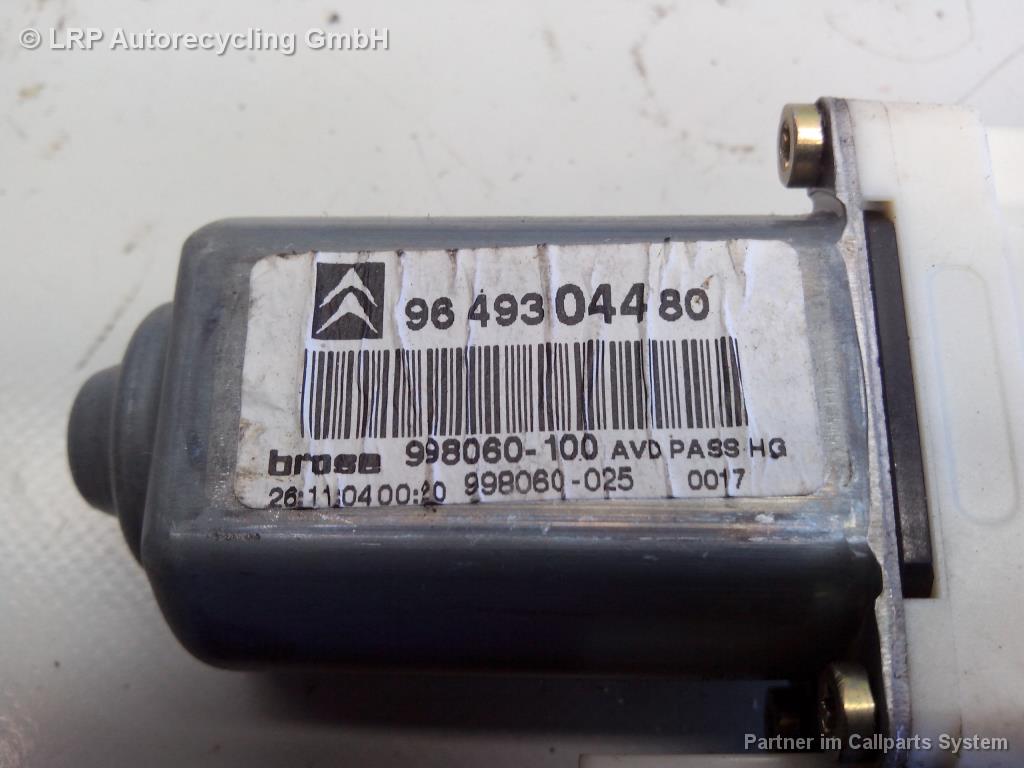 © LRP Autorecycling GmbH
96 493 044 80
brose 998060-100 AVD PASS HG
26:11:04 00:20 998060-025 0017
Partner im Callparts System